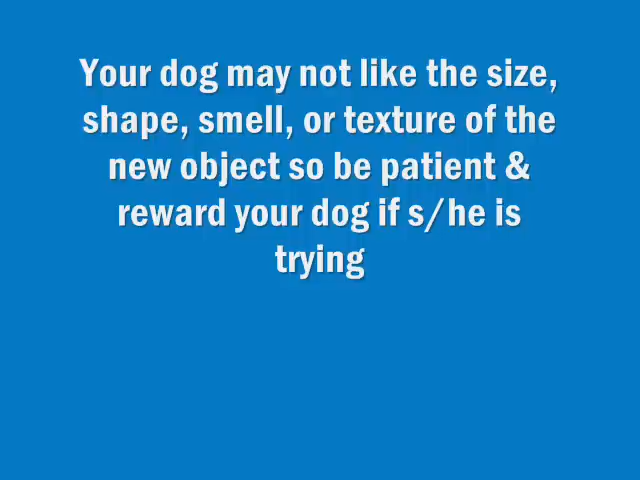 Your dog may not like the size,
shape, smell, or texture of the
new object so be patient &
reward your dog if s/he is
trying